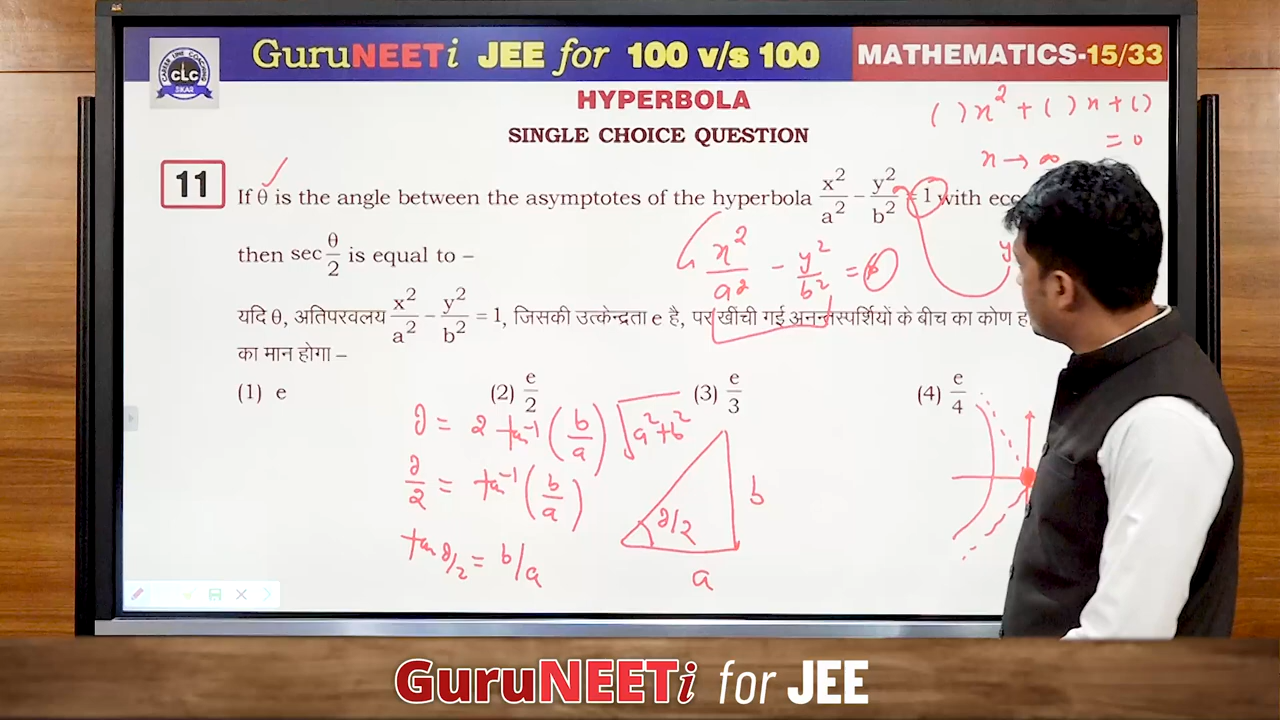 GuruNEETi JEE for 100 v/s 100
MATHEMATICS-15/33
CLC
SIKAR
HYPERBOLA
SINGLE CHOICE QUESTION
( )x² + ( )x + ( )
= 0
x → ∞
11
If θ is the angle between the asymptotes of the hyperbola x²/a² − y²/b² = 1 with
then sec θ/2 is equal to –
x²/a² − y²/b² = 0
y
यदि θ, अतिपरवलय x²/a² − y²/b² = 1, जिसकी उत्केन्द्रता e है, पर खींची गई अनन्तस्पर्शियों के बीच का कोण
का मान होगा –
(1) e (2) e/2 (3) e/3 (4) e/4
θ = 2 tan⁻¹ (b/a)
√a²+b²
θ/2 = tan⁻¹ (b/a)
b
θ/2
tan θ/2 = b/a
a
GuruNEETi for JEE